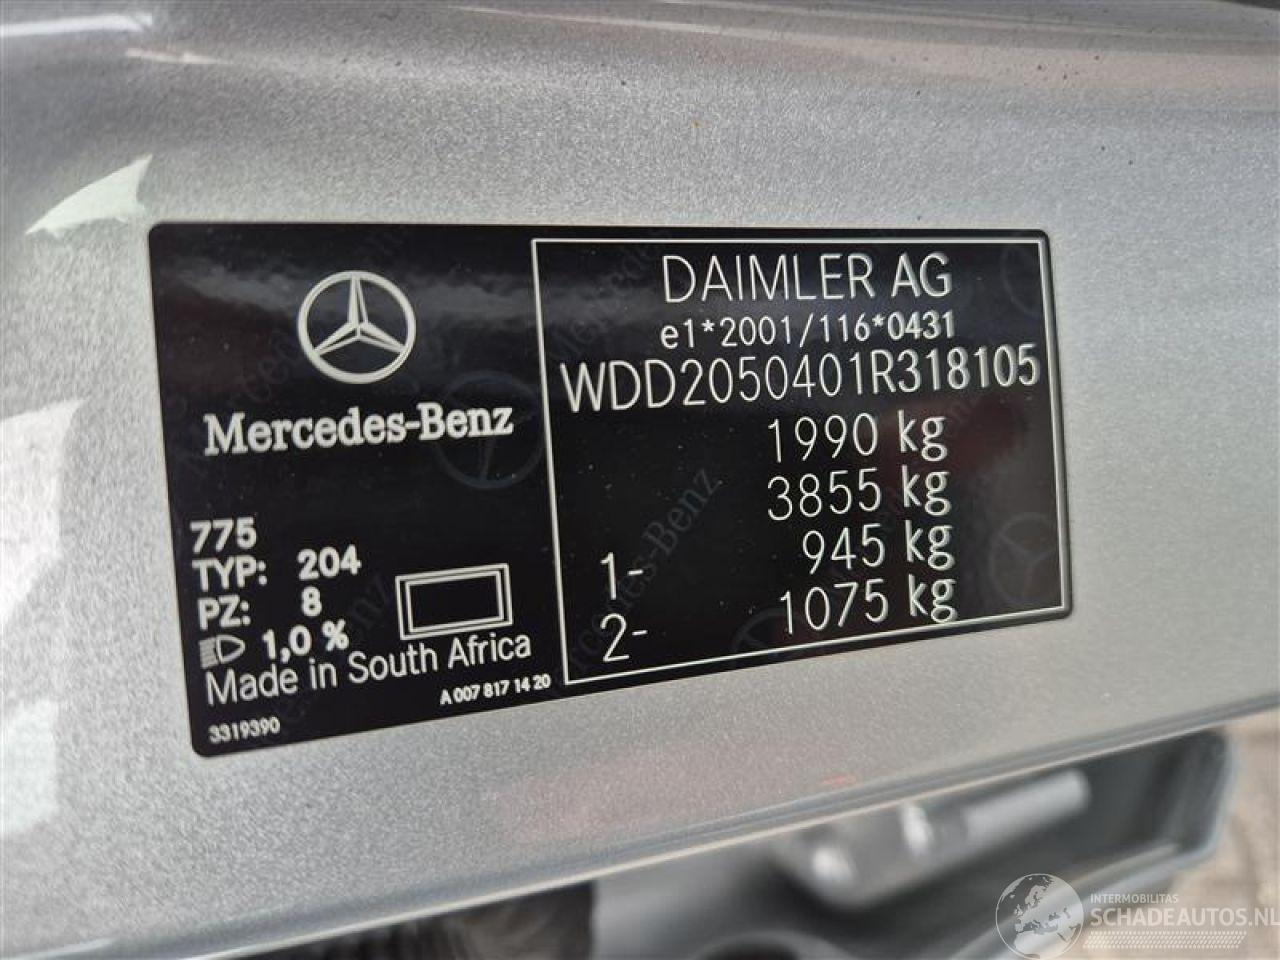 Mercedes-Benz
775
TYP: 204
PZ: 8
1,0 %
Made in South Africa
A 007 817 14 20
3319390
DAIMLER AG
e1*2001/116*0431
WDD2050401R318105
1990 kg
3855 kg
1- 945 kg
2- 1075 kg
INTERMOBILITAS
SCHADEAUTOS.NL